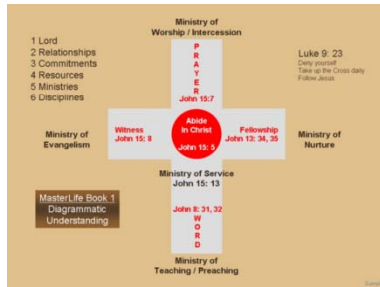 Ministry of
Worship / Intercession
1 Lord
2 Relationships
3 Commitments
4 Resources
5 Ministries
6 Disciplines
P
R
A
Y
E
R
John 15:7
Luke 9: 23
Deny yourself
Take up the Cross daily
Follow Jesus
Ministry of
Evangelism
Witness
John 15: 8
Abide
in Christ
John 15: 5
Fellowship
John 13: 34, 35
Ministry of
Nurture
Ministry of Service
John 15: 13
MasterLife Book 1
Diagrammatic
Understanding
John 8: 31, 32
W
O
R
D
Ministry of
Teaching / Preaching